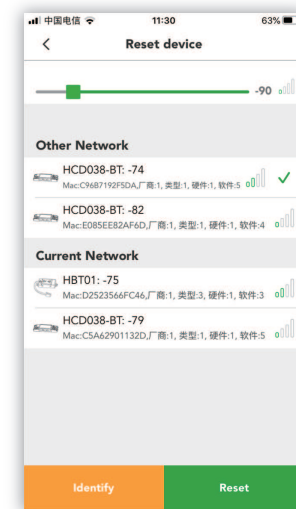 中国电信 11:30 63%
Reset device
-90
Other Network
HCD038-BT: -74
Mac:C96B7192F5DA,厂商:1, 类型:1, 硬件:1, 软件:5
HCD038-BT: -82
Mac:E085EE82AF6D,厂商:1, 类型:1, 硬件:1, 软件:4
Current Network
HBT01: -75
Mac:D2523566FC46,厂商:1, 类型:3, 硬件:1, 软件:3
HCD038-BT: -79
Mac:C5A62901132D,厂商:1, 类型:1, 硬件:1, 软件:5
Identify Reset